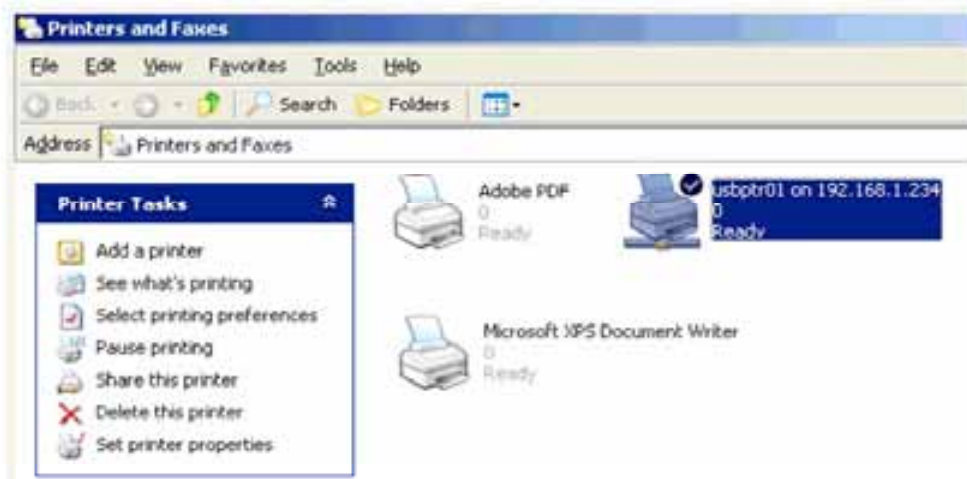 Printers and Faxes
File Edit View Favorites Tools Help
Back Search Folders
Address Printers and Faxes
Printer Tasks
Add a printer
See what's printing
Select printing preferences
Pause printing
Share this printer
Delete this printer
Set printer properties
Adobe PDF
0
Ready
usbptr01 on 192.168.1.234
0
Ready
Microsoft XPS Document Writer
0
Ready